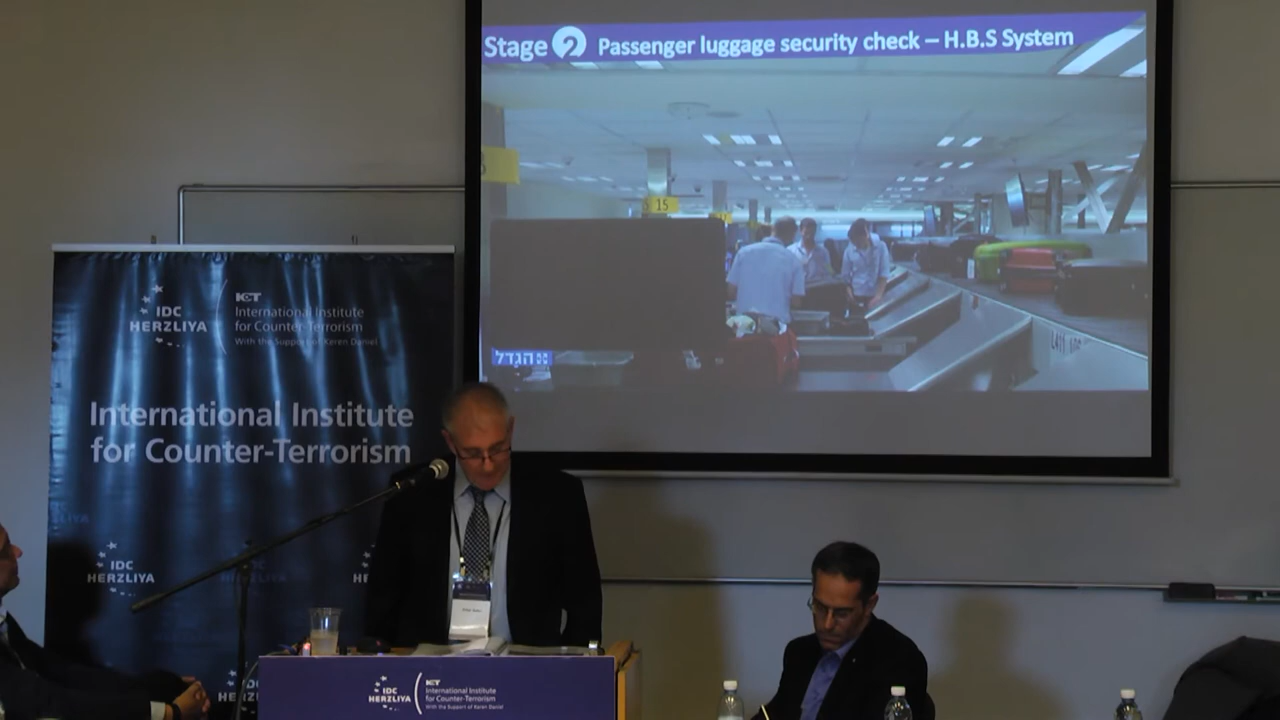 Stage 2 Passenger luggage security check – H.B.S System
15
הגדל
IDC
HERZLIYA
ICT
International Institute
for Counter-Terrorism
With the Support of Keren Daniel
International Institute
for Counter-Terrorism
IDC
HERZLIYA
IDC
HERZLIYA
ICT
International Institute
for Counter-Terrorism
With the Support of Keren Daniel